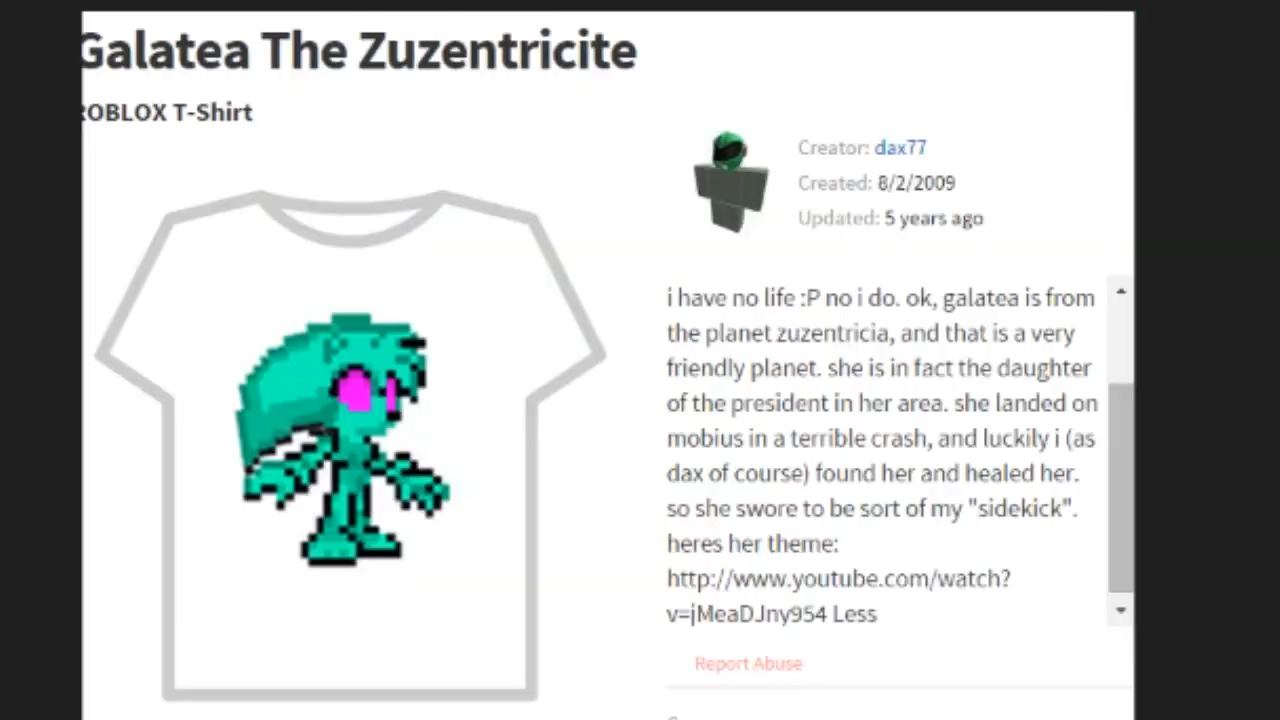 Galatea The Zuzentricite
ROBLOX T-Shirt
Creator: dax77
Created: 8/2/2009
Updated: 5 years ago
i have no life :P no i do. ok, galatea is from
the planet zuzentricia, and that is a very
friendly planet. she is in fact the daughter
of the president in her area. she landed on
mobius in a terrible crash, and luckily i (as
dax of course) found her and healed her.
so she swore to be sort of my "sidekick".
heres her theme:
http://www.youtube.com/watch?
v=jMeaDJny954 Less
Report Abuse